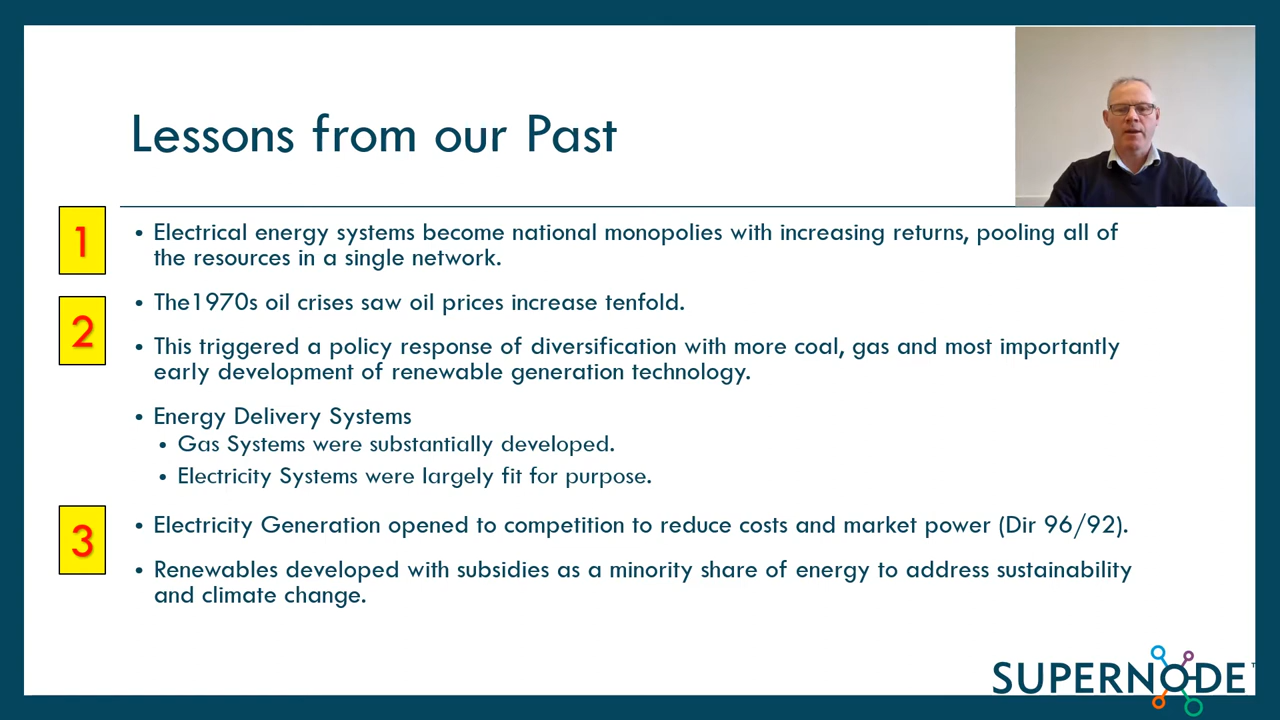 Lessons from our Past
1
• Electrical energy systems become national monopolies with increasing returns, pooling all of
the resources in a single network.
2
• The1970s oil crises saw oil prices increase tenfold.
• This triggered a policy response of diversification with more coal, gas and most importantly
early development of renewable generation technology.
• Energy Delivery Systems
• Gas Systems were substantially developed.
• Electricity Systems were largely fit for purpose.
3
• Electricity Generation opened to competition to reduce costs and market power (Dir 96/92).
• Renewables developed with subsidies as a minority share of energy to address sustainability
and climate change.
SUPERNODE